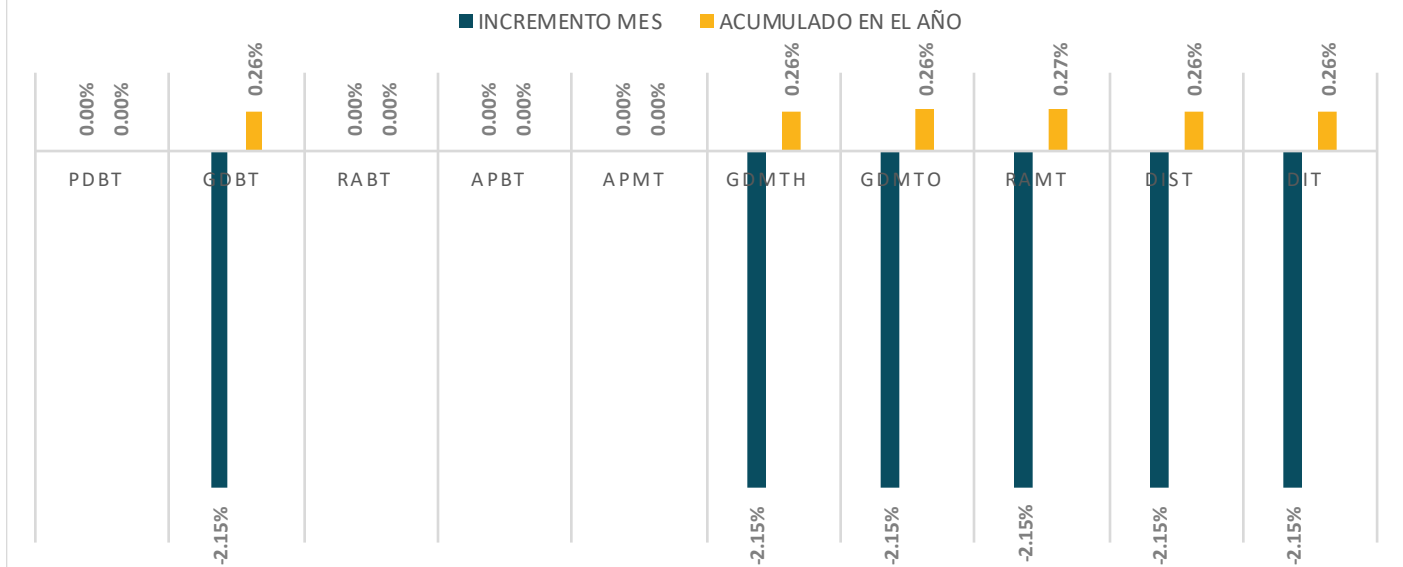 INCREMENTO MES ACUMULADO EN EL AÑO
0.00% 0.00% 0.26% 0.00% 0.00% 0.00% 0.00% 0.00% 0.00% 0.26% 0.26% 0.27% 0.26% 0.26%
PDBT GDBT RABT APBT APMT GDMTH GDMTO RAMT DIST DIT
-2.15% -2.15% -2.15% -2.15% -2.15% -2.15%